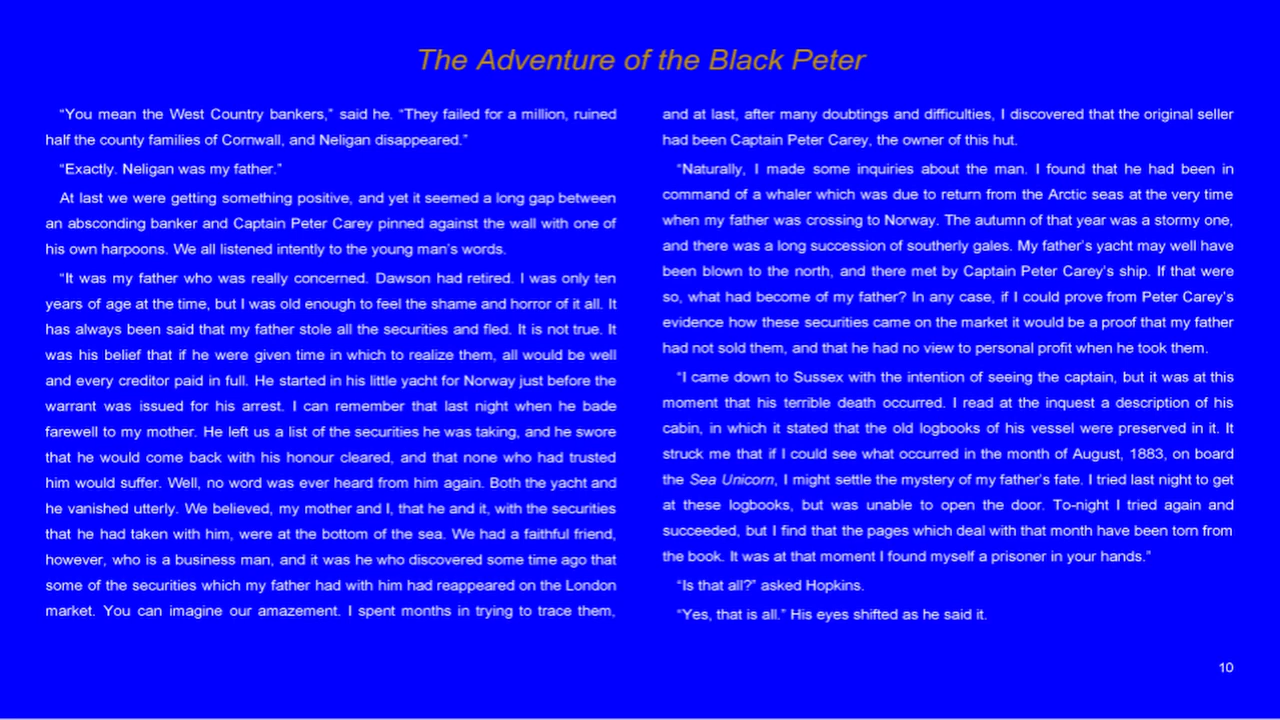 The Adventure of the Black Peter
“You mean the West Country bankers,” said he. “They failed for a million, ruined
half the county families of Cornwall, and Neligan disappeared.”
“Exactly. Neligan was my father.”
At last we were getting something positive, and yet it seemed a long gap between
an absconding banker and Captain Peter Carey pinned against the wall with one of
his own harpoons. We all listened intently to the young man’s words.
“It was my father who was really concerned. Dawson had retired. I was only ten
years of age at the time, but I was old enough to feel the shame and horror of it all. It
has always been said that my father stole all the securities and fled. It is not true. It
was his belief that if he were given time in which to realize them, all would be well
and every creditor paid in full. He started in his little yacht for Norway just before the
warrant was issued for his arrest. I can remember that last night when he bade
farewell to my mother. He left us a list of the securities he was taking, and he swore
that he would come back with his honour cleared, and that none who had trusted
him would suffer. Well, no word was ever heard from him again. Both the yacht and
he vanished utterly. We believed, my mother and I, that he and it, with the securities
that he had taken with him, were at the bottom of the sea. We had a faithful friend,
however, who is a business man, and it was he who discovered some time ago that
some of the securities which my father had with him had reappeared on the London
market. You can imagine our amazement. I spent months in trying to trace them,
and at last, after many doubtings and difficulties, I discovered that the original seller
had been Captain Peter Carey, the owner of this hut.
“Naturally, I made some inquiries about the man. I found that he had been in
command of a whaler which was due to return from the Arctic seas at the very time
when my father was crossing to Norway. The autumn of that year was a stormy one,
and there was a long succession of southerly gales. My father’s yacht may well have
been blown to the north, and there met by Captain Peter Carey’s ship. If that were
so, what had become of my father? In any case, if I could prove from Peter Carey’s
evidence how these securities came on the market it would be a proof that my father
had not sold them, and that he had no view to personal profit when he took them.
“I came down to Sussex with the intention of seeing the captain, but it was at this
moment that his terrible death occurred. I read at the inquest a description of his
cabin, in which it stated that the old logbooks of his vessel were preserved in it. It
struck me that if I could see what occurred in the month of August, 1883, on board
the Sea Unicorn, I might settle the mystery of my father’s fate. I tried last night to get
at these logbooks, but was unable to open the door. To-night I tried again and
succeeded, but I find that the pages which deal with that month have been torn from
the book. It was at that moment I found myself a prisoner in your hands.”
“Is that all?” asked Hopkins.
“Yes, that is all.” His eyes shifted as he said it.
10